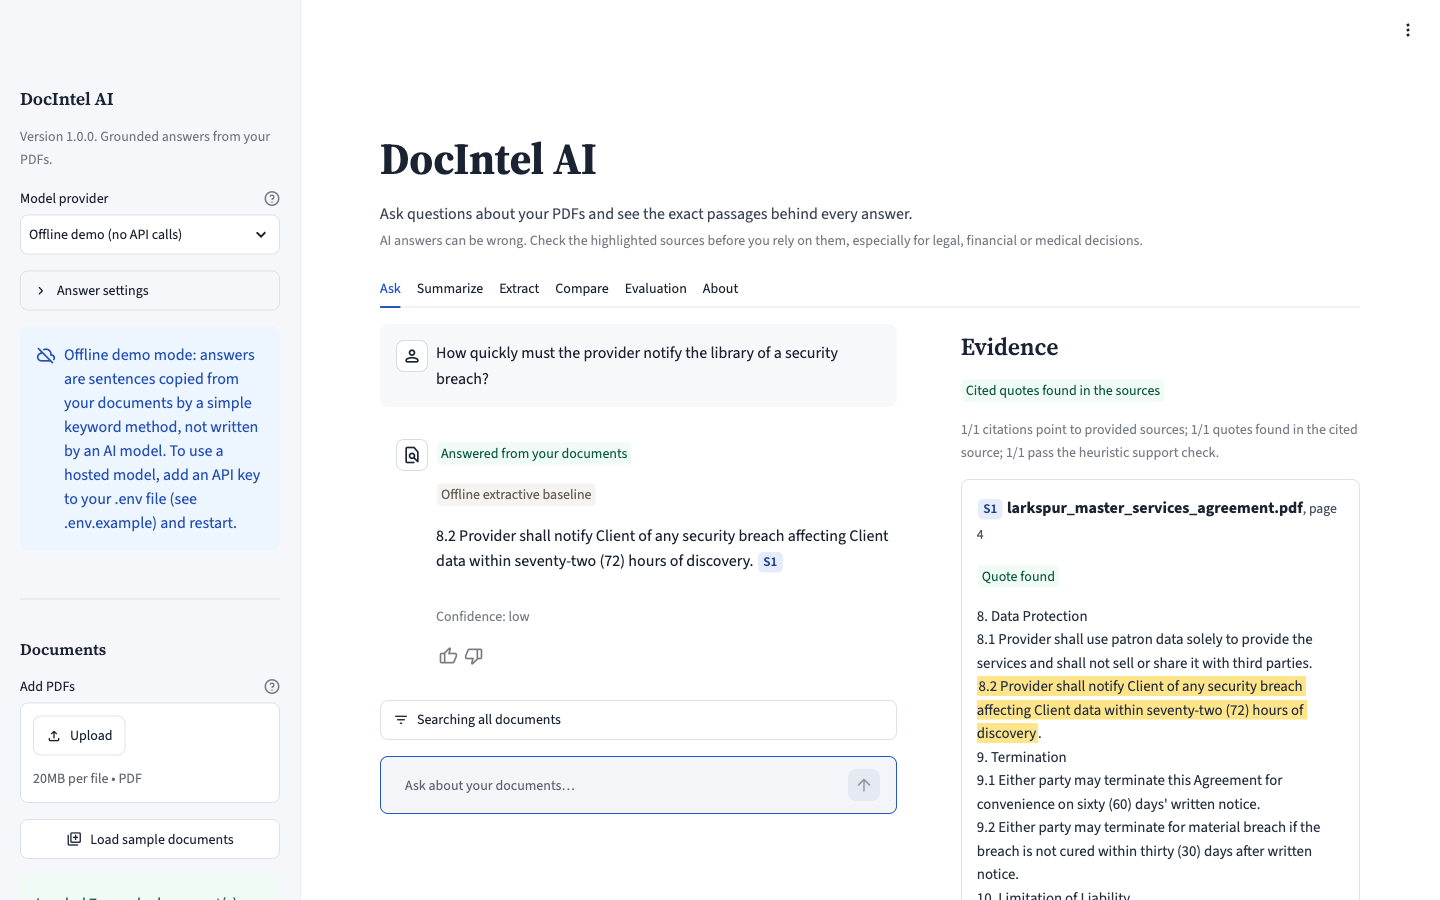 DocIntel AI
Version 1.0.0. Grounded answers from your
PDFs.
Model provider
Offline demo (no API calls)
Answer settings
Offline demo mode: answers
are sentences copied from
your documents by a simple
keyword method, not written
by an AI model. To use a
hosted model, add an API key
to your .env file (see
.env.example) and restart.
Documents
Add PDFs
Upload
20MB per file • PDF
Load sample documents
DocIntel AI
Ask questions about your PDFs and see the exact passages behind every answer.
AI answers can be wrong. Check the highlighted sources before you rely on them, especially for legal, financial or medical decisions.
Ask Summarize Extract Compare Evaluation About
How quickly must the provider notify the library of a security
breach?
Answered from your documents
Offline extractive baseline
8.2 Provider shall notify Client of any security breach affecting Client
data within seventy-two (72) hours of discovery. S1
Confidence: low
Searching all documents
Ask about your documents…
Evidence
Cited quotes found in the sources
1/1 citations point to provided sources; 1/1 quotes found in the cited
source; 1/1 pass the heuristic support check.
S1 larkspur_master_services_agreement.pdf, page
4
Quote found
8. Data Protection
8.1 Provider shall use patron data solely to provide the
services and shall not sell or share it with third parties.
8.2 Provider shall notify Client of any security breach
affecting Client data within seventy-two (72) hours of
discovery.
9. Termination
9.1 Either party may terminate this Agreement for
convenience on sixty (60) days' written notice.
9.2 Either party may terminate for material breach if the
breach is not cured within thirty (30) days after written
notice.
10. Limitation of Liability